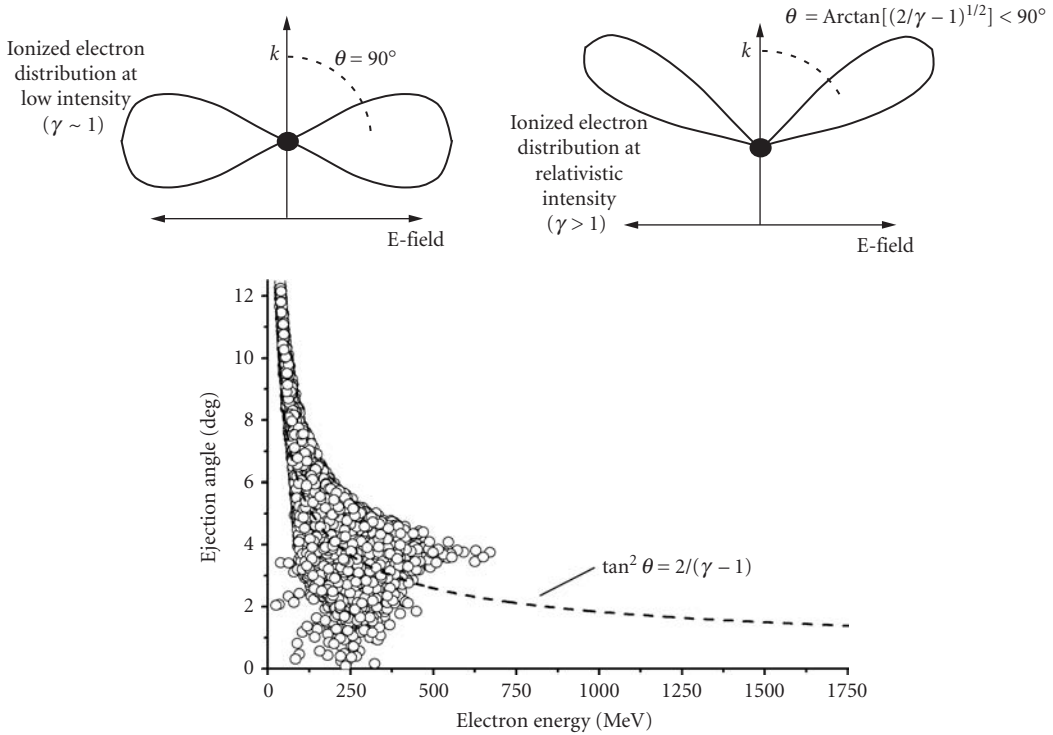 Ionized electron
distribution at
low intensity
(γ ~ 1)
k
θ = 90°
E-field
θ = Arctan[(2/γ − 1)^{1/2}] < 90°
k
Ionized electron
distribution at
relativistic
intensity
(γ > 1)
E-field
12
10
8
6
4
2
0
Ejection angle (deg)
tan² θ = 2/(γ − 1)
0 250 500 750 1000 1250 1500 1750
Electron energy (MeV)